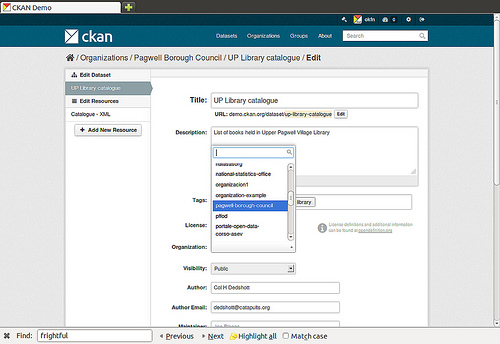 CKAN Demo
okfn 0
ckan Datasets Organizations Groups About Search
/ Organizations / Pagwell Borough Council / UP Library catalogue / Edit
Edit Dataset
UP Library catalogue
Edit Resources
Catalogue - XML
+ Add New Resource
Title: UP Library catalogue
URL: demo.ckan.org/dataset/up-library-catalogue Edit
Description: List of books held in Upper Pagwell Village Library
national-statistics-office
organizacion1
organization-example
pagwell-borough-council
pftod
portale-open-data-
corso-asev
Tags: library
License: License definitions and additional information
can be found at opendefinition.org
Organization:
Visibility: Public
Author: Col H Dedshott
Author Email: dedshott@catapults.org
Maintainer: Joe Bloggs
Find: frightful Previous Next Highlight all Match case